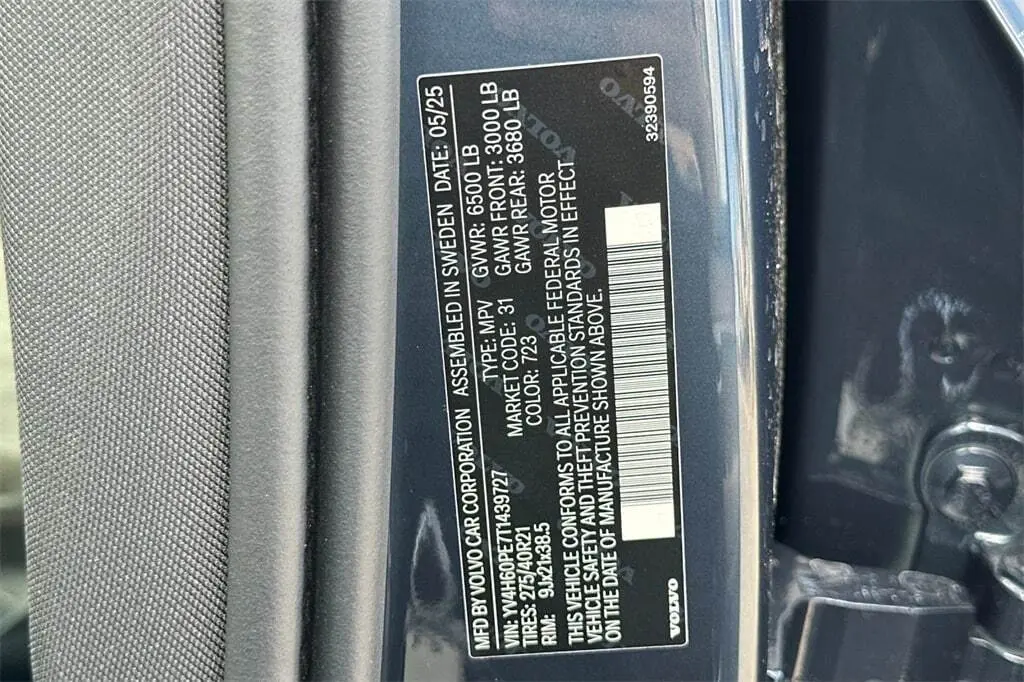 MFD BY VOLVO CAR CORPORATION ASSEMBLED IN SWEDEN DATE: 05/25
VIN: YV4H60PE7T1439727 TYPE: MPV GVWR: 6500 LB
TIRES: 275/40R21 MARKET CODE: 31 GAWR FRONT: 3000 LB
RIM: 9Jx21x38.5 COLOR: 723 GAWR REAR: 3680 LB
THIS VEHICLE CONFORMS TO ALL APPLICABLE FEDERAL MOTOR
VEHICLE SAFETY AND THEFT PREVENTION STANDARDS IN EFFECT
ON THE DATE OF MANUFACTURE SHOWN ABOVE.
VOLVO 32390594
VOLVO
VOLVO